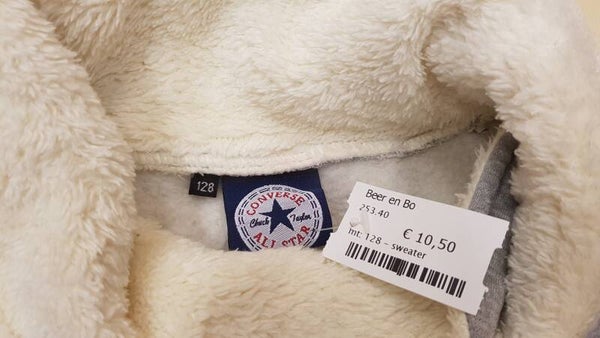 128
CONVERSE
Chuck Taylor
ALL STAR
Beer en Bo
253.40
€ 10,50
mt: 128 - sweater